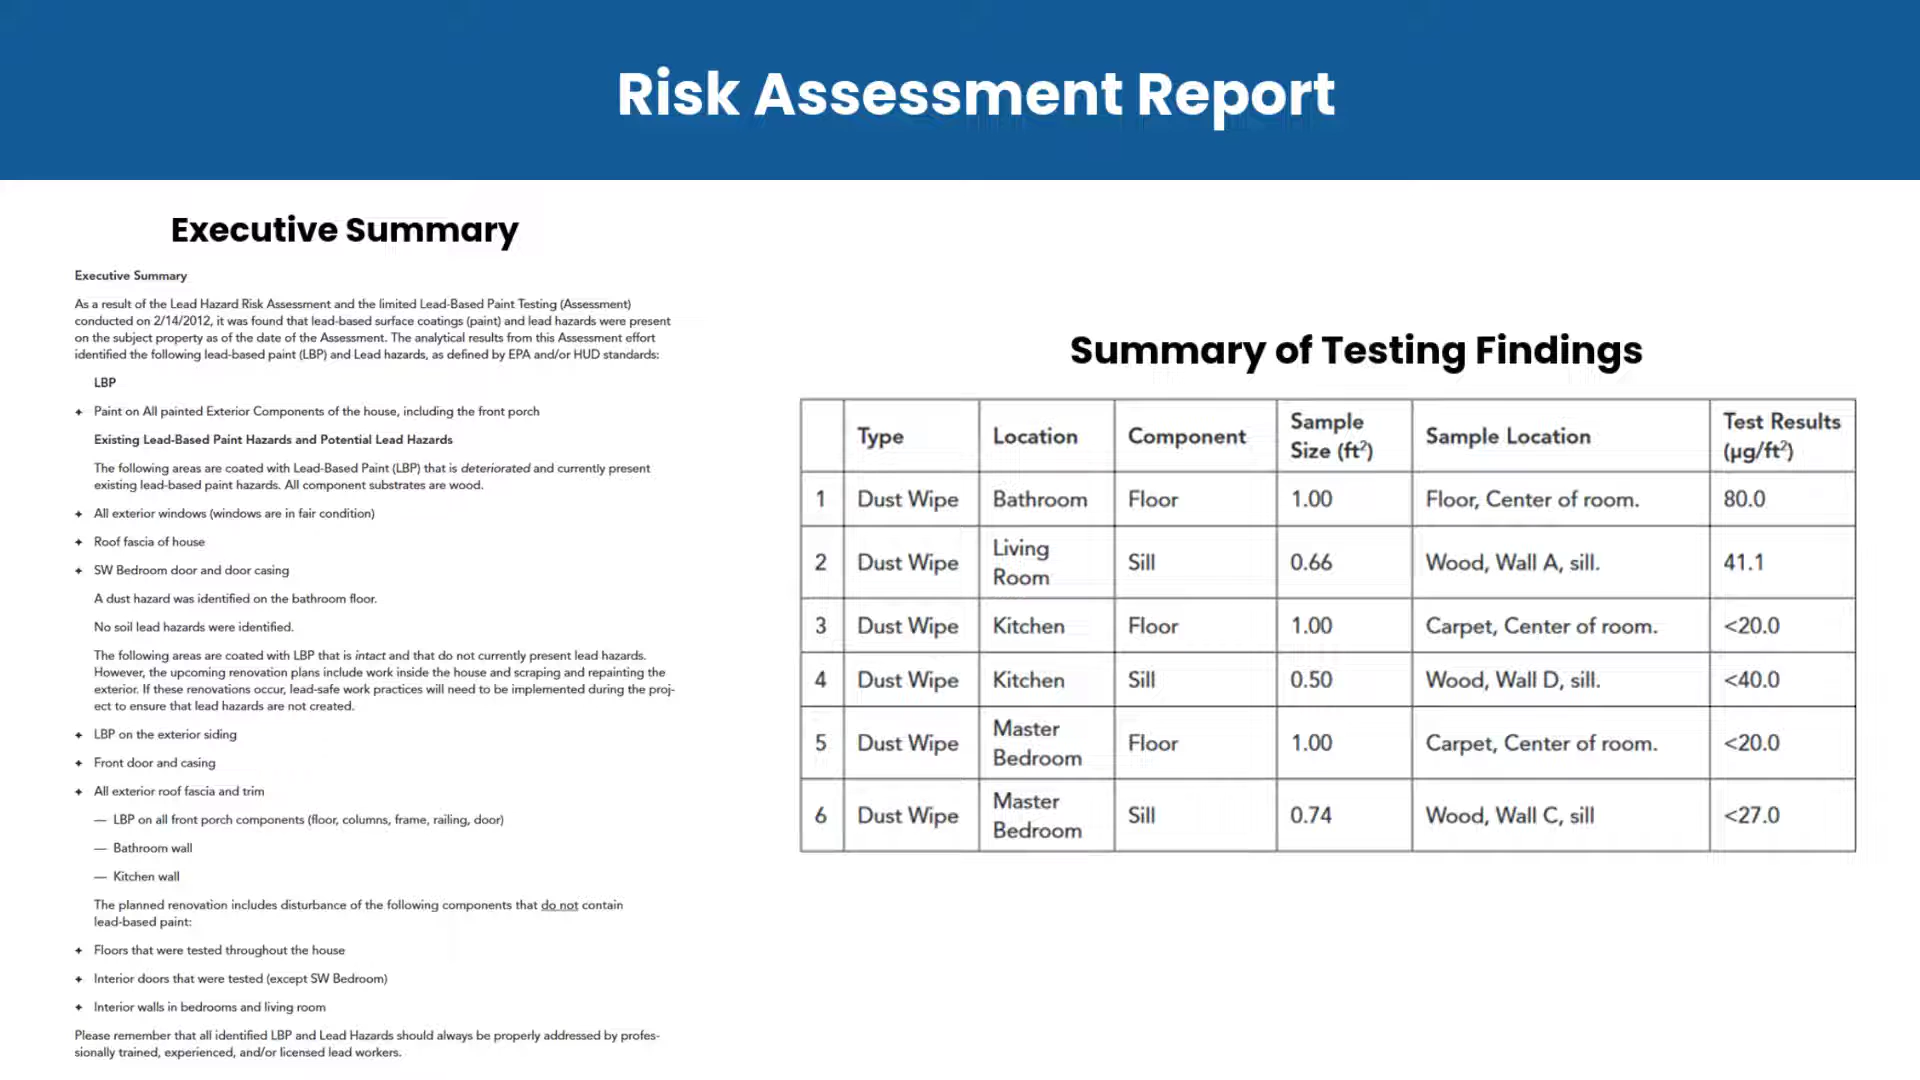 Risk Assessment Report
Executive Summary
Executive Summary
As a result of the Lead Hazard Risk Assessment and the limited Lead-Based Paint Testing (Assessment)
conducted on 2/14/2012, it was found that lead-based surface coatings (paint) and lead hazards were present
on the subject property as of the date of the Assessment. The analytical results from this Assessment effort
identified the following lead-based paint (LBP) and Lead hazards, as defined by EPA and/or HUD standards:
LBP
✦ Paint on All painted Exterior Components of the house, including the front porch
Existing Lead-Based Paint Hazards and Potential Lead Hazards
The following areas are coated with Lead-Based Paint (LBP) that is deteriorated and currently present
existing lead-based paint hazards. All component substrates are wood.
✦ All exterior windows (windows are in fair condition)
✦ Roof fascia of house
✦ SW Bedroom door and door casing
A dust hazard was identified on the bathroom floor.
No soil lead hazards were identified.
The following areas are coated with LBP that is intact and that do not currently present lead hazards.
However, the upcoming renovation plans include work inside the house and scraping and repainting the
exterior. If these renovations occur, lead-safe work practices will need to be implemented during the proj-
ect to ensure that lead hazards are not created.
✦ LBP on the exterior siding
✦ Front door and casing
✦ All exterior roof fascia and trim
— LBP on all front porch components (floor, columns, frame, railing, door)
— Bathroom wall
— Kitchen wall
The planned renovation includes disturbance of the following components that do not contain
lead-based paint:
✦ Floors that were tested throughout the house
✦ Interior doors that were tested (except SW Bedroom)
✦ Interior walls in bedrooms and living room
Please remember that all identified LBP and Lead Hazards should always be properly addressed by profes-
sionally trained, experienced, and/or licensed lead workers.
Summary of Testing Findings
Type Location Component Sample Size (ft²) Sample Location Test Results (µg/ft²)
1 Dust Wipe Bathroom Floor 1.00 Floor, Center of room. 80.0
2 Dust Wipe Living Room Sill 0.66 Wood, Wall A, sill. 41.1
3 Dust Wipe Kitchen Floor 1.00 Carpet, Center of room. <20.0
4 Dust Wipe Kitchen Sill 0.50 Wood, Wall D, sill. <40.0
5 Dust Wipe Master Bedroom Floor 1.00 Carpet, Center of room. <20.0
6 Dust Wipe Master Bedroom Sill 0.74 Wood, Wall C, sill <27.0